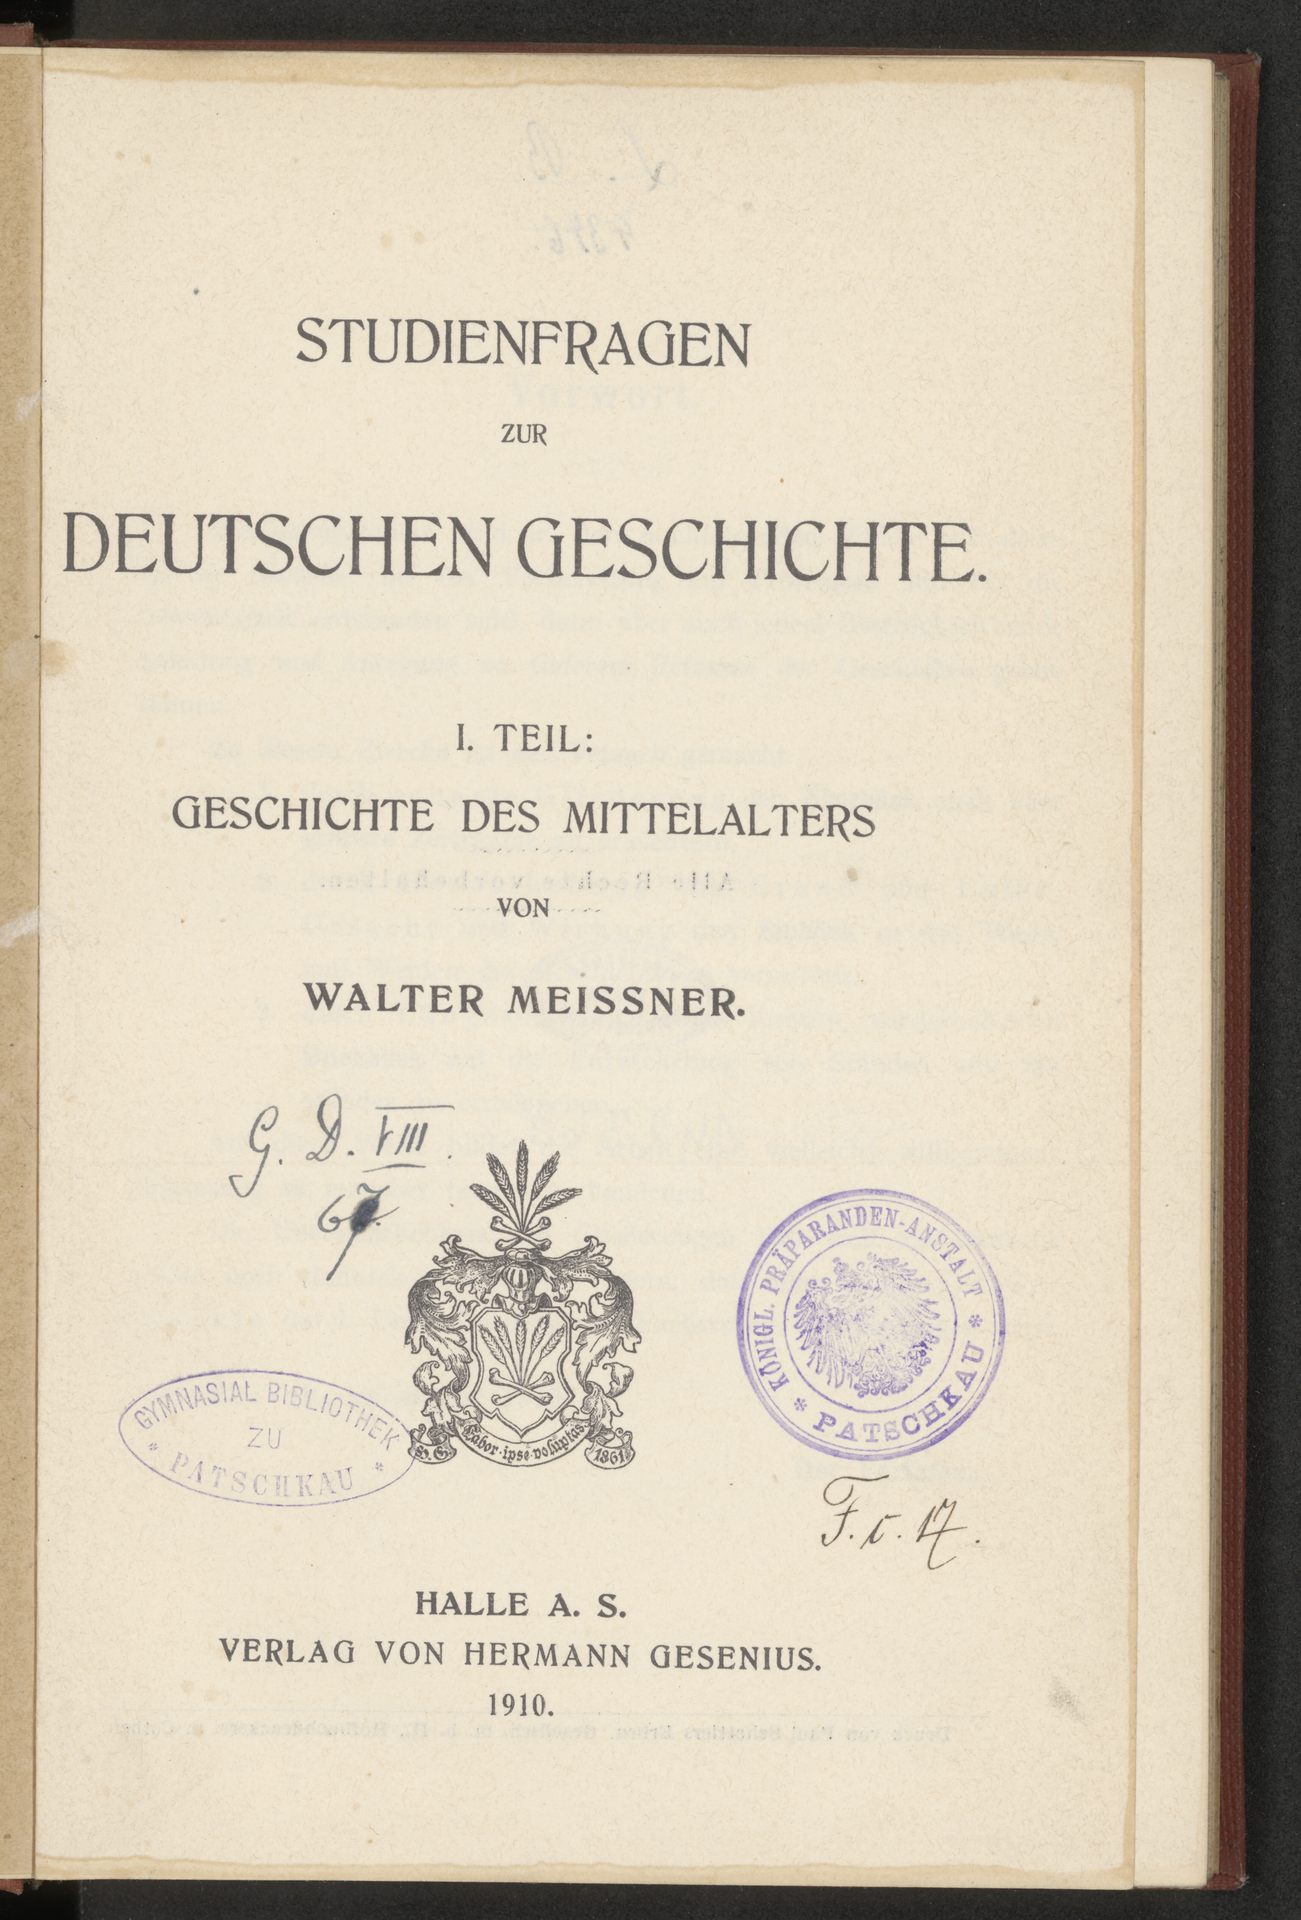 STUDIENFRAGEN
ZUR
DEUTSCHEN GESCHICHTE.
I. TEIL:
GESCHICHTE DES MITTELALTERS
VON
WALTER MEISSNER.
G. D. VIII.
67.
KÖNIGL. PRÄPARANDEN-ANSTALT
* PATSCHKAU *
GYMNASIAL BIBLIOTHEK
ZU
* PATSCHKAU *
H. G. Labor ipse voluptas 1861
F. c. 17.
HALLE A. S.
VERLAG VON HERMANN GESENIUS.
1910.